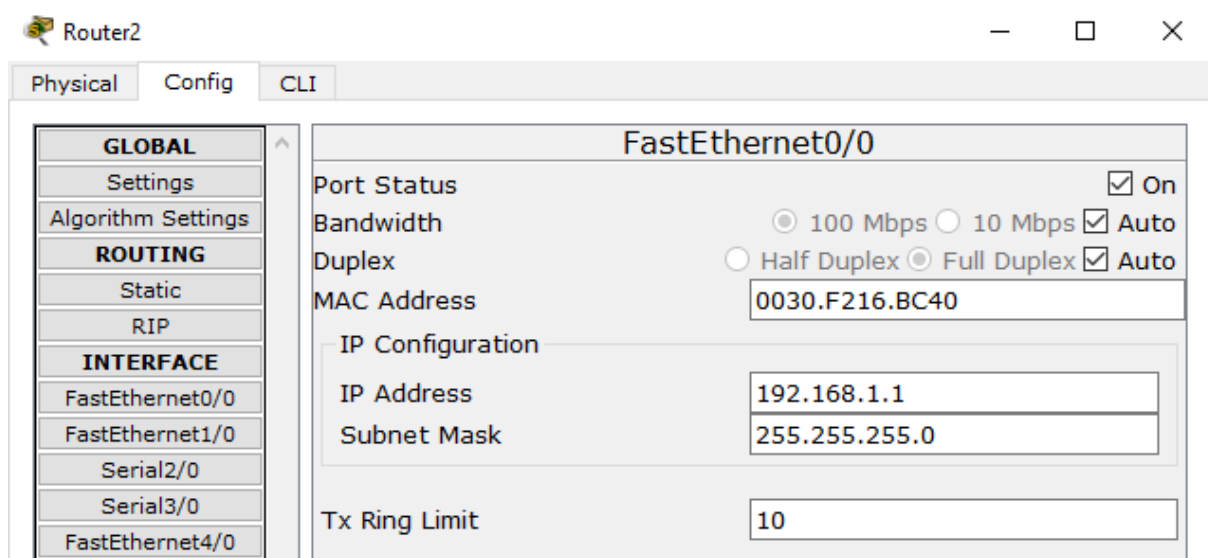 Router2
Physical Config CLI
GLOBAL
Settings
Algorithm Settings
ROUTING
Static
RIP
INTERFACE
FastEthernet0/0
FastEthernet1/0
Serial2/0
Serial3/0
FastEthernet4/0
FastEthernet0/0
Port Status On
Bandwidth 100 Mbps 10 Mbps Auto
Duplex Half Duplex Full Duplex Auto
MAC Address 0030.F216.BC40
IP Configuration
IP Address 192.168.1.1
Subnet Mask 255.255.255.0
Tx Ring Limit 10